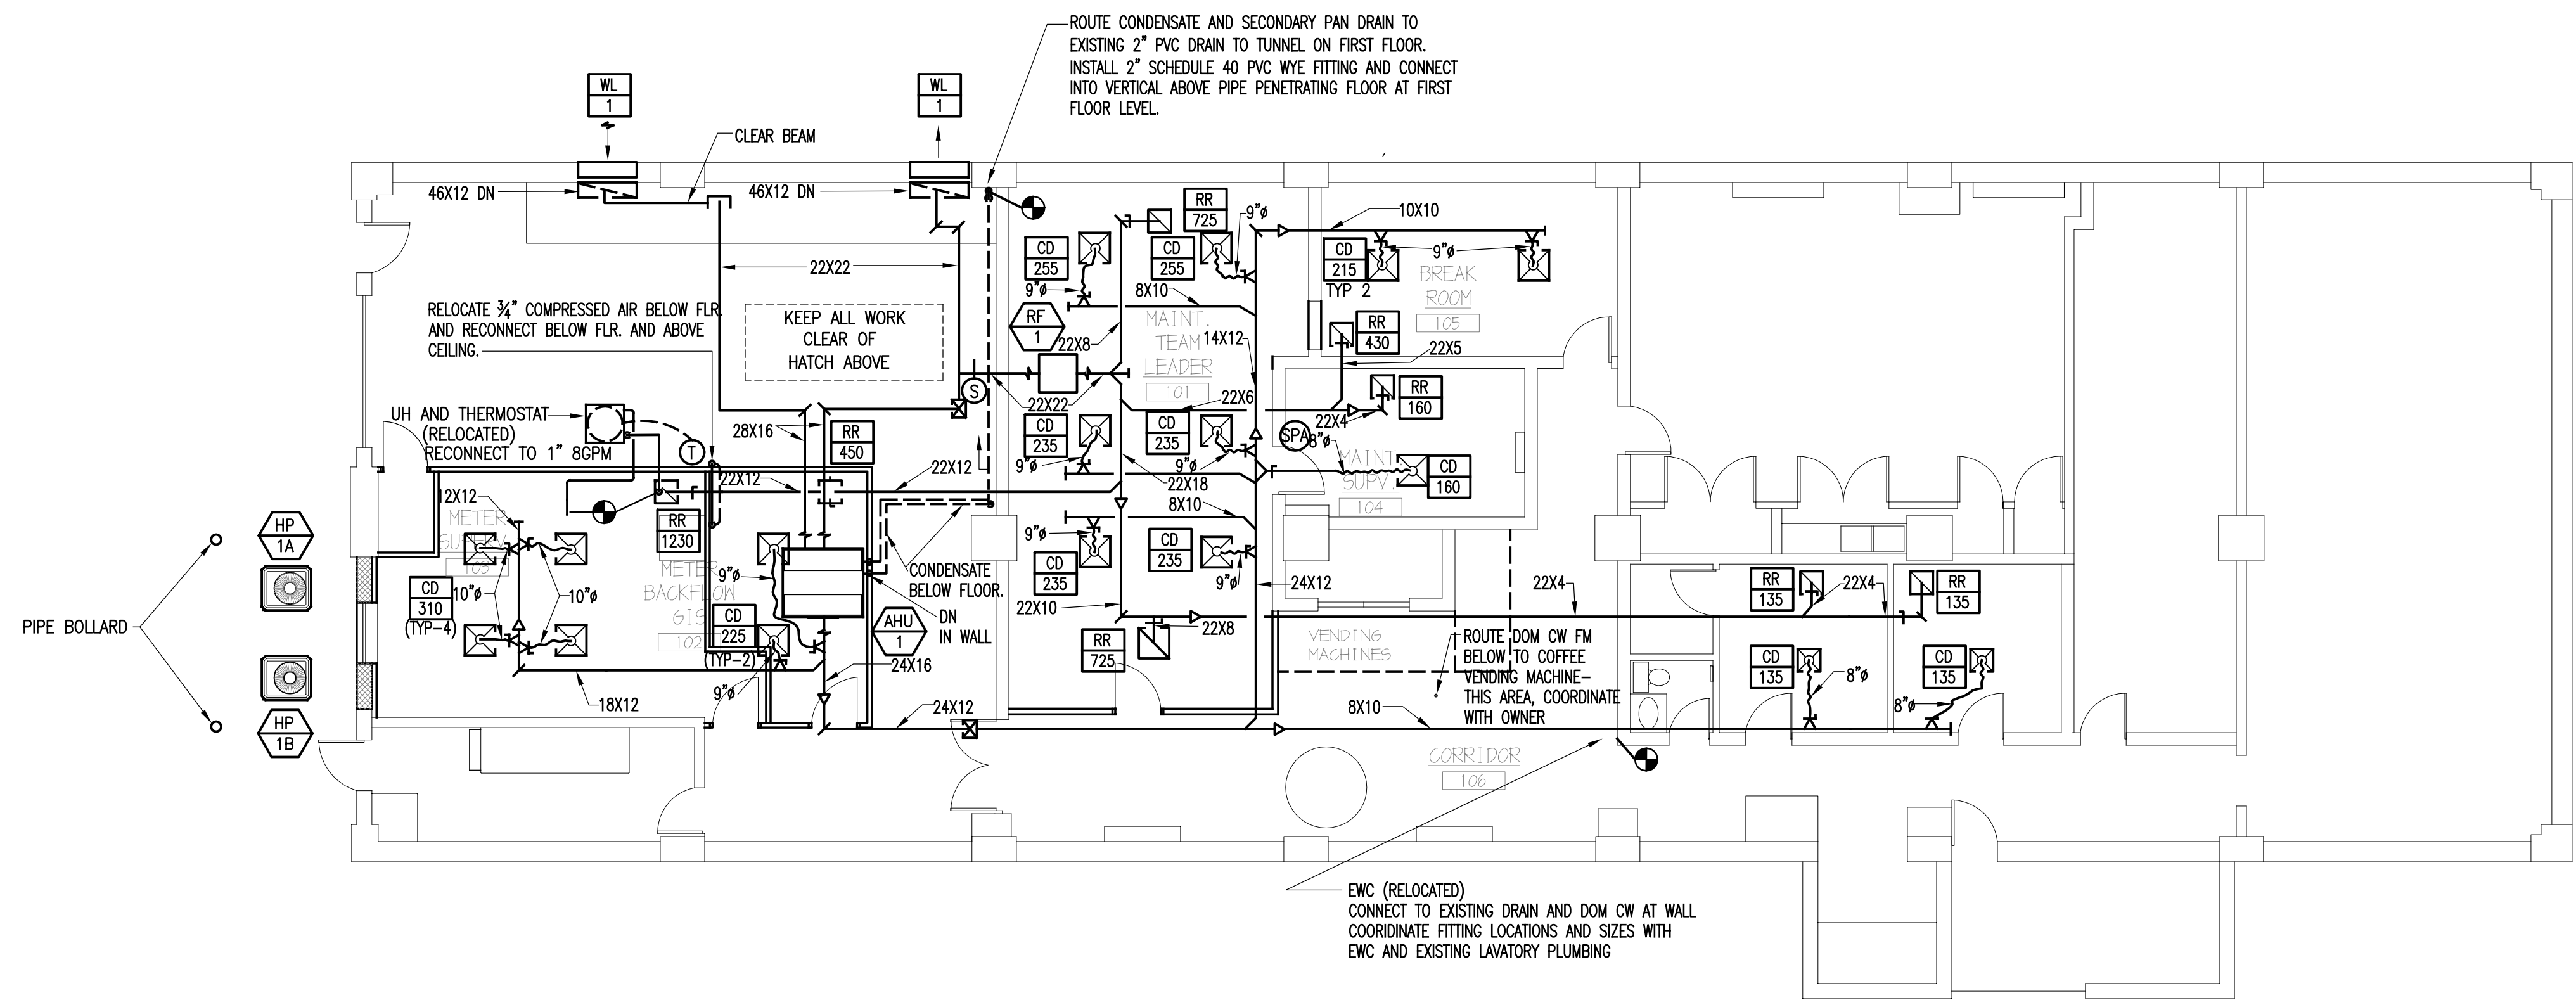 ROUTE CONDENSATE AND SECONDARY PAN DRAIN TO
EXISTING 2" PVC DRAIN TO TUNNEL ON FIRST FLOOR.
INSTALL 2" SCHEDULE 40 PVC WYE FITTING AND CONNECT
INTO VERTICAL ABOVE PIPE PENETRATING FLOOR AT FIRST
FLOOR LEVEL.
WL
1
WL
1
CLEAR BEAM
46X12 DN
46X12 DN
22X22
RELOCATE ¾" COMPRESSED AIR BELOW FLR.
AND RECONNECT BELOW FLR. AND ABOVE
CEILING.
KEEP ALL WORK
CLEAR OF
HATCH ABOVE
UH AND THERMOSTAT
(RELOCATED)
RECONNECT TO 1" 8GPM
T
S
28X16
RR
450
22X12
22X12
12X12
METER
SUPERV.
103
RR
1230
CD
310
(TYP-4)
10"ø
10"ø
METER
BACKFLOW
GIS
102
9"ø
CD
225
(TYP-2)
9"ø
18X12
CONDENSATE
BELOW FLOOR.
DN
IN WALL
AHU
1
24X16
24X12
HP
1A
HP
1B
PIPE BOLLARD
CD
255
9"ø
CD
255
RR
725
9"ø
8X10
RF
1
22X8
MAINT.
TEAM
LEADER
101
14X12
22X22
22X6
CD
235
9"ø
CD
235
9"ø
22X18
8X10
9"ø
CD
235
CD
235
9"ø
22X10
24X12
RR
725
22X8
10X10
CD
215
TYP 2
9"ø
BREAK
ROOM
105
RR
430
22X5
RR
160
22X4
SPA
8"ø
MAINT.
SUPV.
104
CD
160
VENDING
MACHINES
22X4
ROUTE DOM CW FM
BELOW TO COFFEE
VENDING MACHINE-
THIS AREA, COORDINATE
WITH OWNER
8X10
RR
135
22X4
RR
135
CD
135
8"ø
CD
135
8"ø
CORRIDOR
106
EWC (RELOCATED)
CONNECT TO EXISTING DRAIN AND DOM CW AT WALL
COORIDINATE FITTING LOCATIONS AND SIZES WITH
EWC AND EXISTING LAVATORY PLUMBING